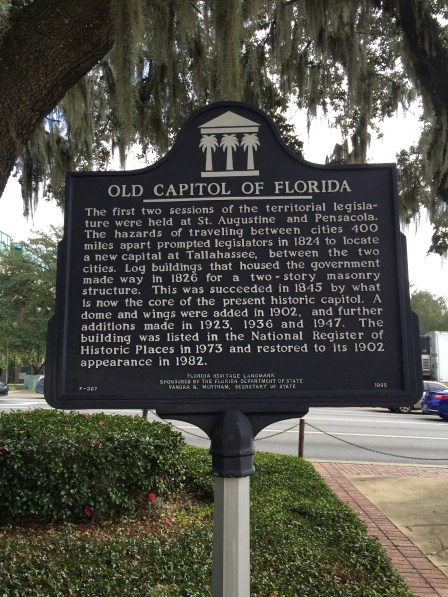 OLD CAPITOL OF FLORIDA
The first two sessions of the territorial legisla-
ture were held at St. Augustine and Pensacola.
The hazards of traveling between cities 400
miles apart prompted legislators in 1824 to locate
a new capital at Tallahassee, between the two
cities. Log buildings that housed the government
made way in 1826 for a two-story masonry
structure. This was succeeded in 1845 by what
is now the core of the present historic capitol. A
dome and wings were added in 1902, and further
additions made in 1923, 1936 and 1947. The
building was listed in the National Register of
Historic Places in 1973 and restored to its 1902
appearance in 1982.
FLORIDA HERITAGE LANDMARK
SPONSORED BY THE FLORIDA DEPARTMENT OF STATE
F-367 SANDRA B. MORTHAM, SECRETARY OF STATE 1995